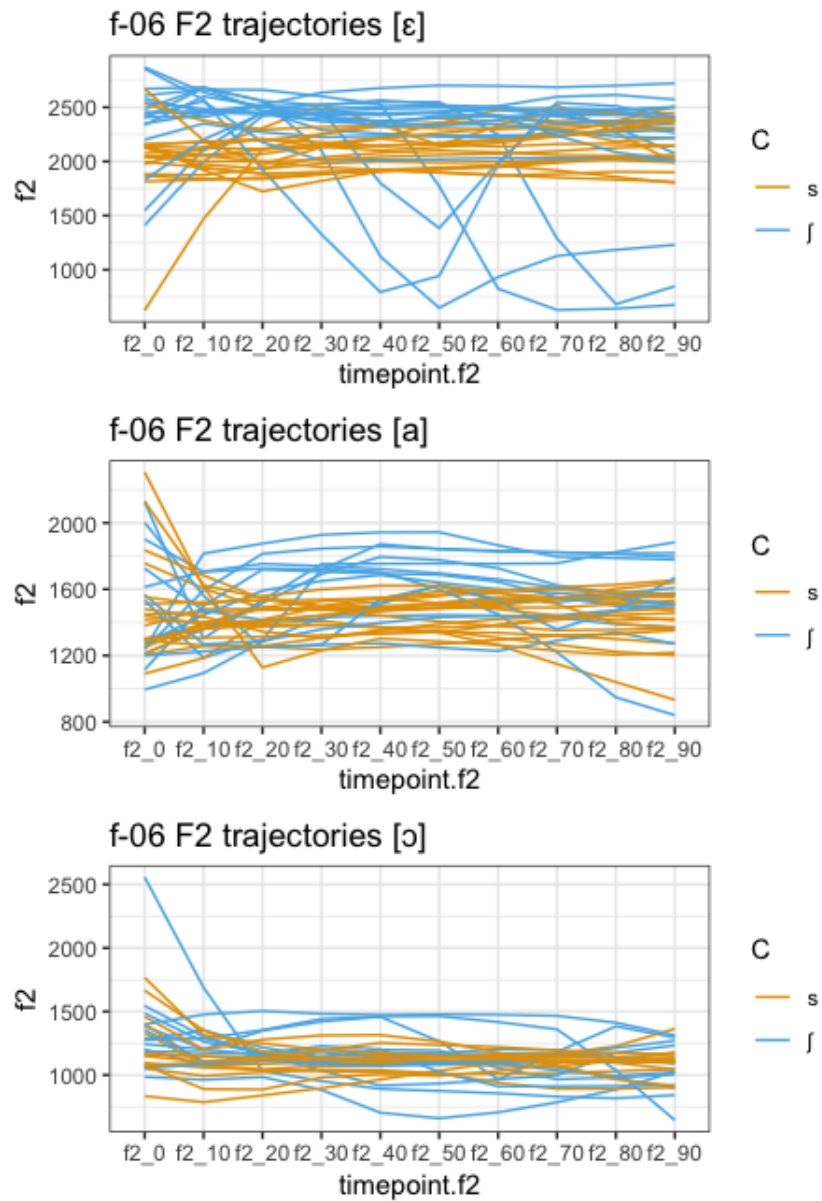 f-06 F2 trajectories [ɛ]
2500
2000
1500
1000
f2
f2_0 f2_10 f2_20 f2_30 f2_40 f2_50 f2_60 f2_70 f2_80 f2_90
timepoint.f2
C
s
ʃ
f-06 F2 trajectories [a]
2000
1600
1200
800
f2
f2_0 f2_10 f2_20 f2_30 f2_40 f2_50 f2_60 f2_70 f2_80 f2_90
timepoint.f2
C
s
ʃ
f-06 F2 trajectories [ɔ]
2500
2000
1500
1000
f2
f2_0 f2_10 f2_20 f2_30 f2_40 f2_50 f2_60 f2_70 f2_80 f2_90
timepoint.f2
C
s
ʃ